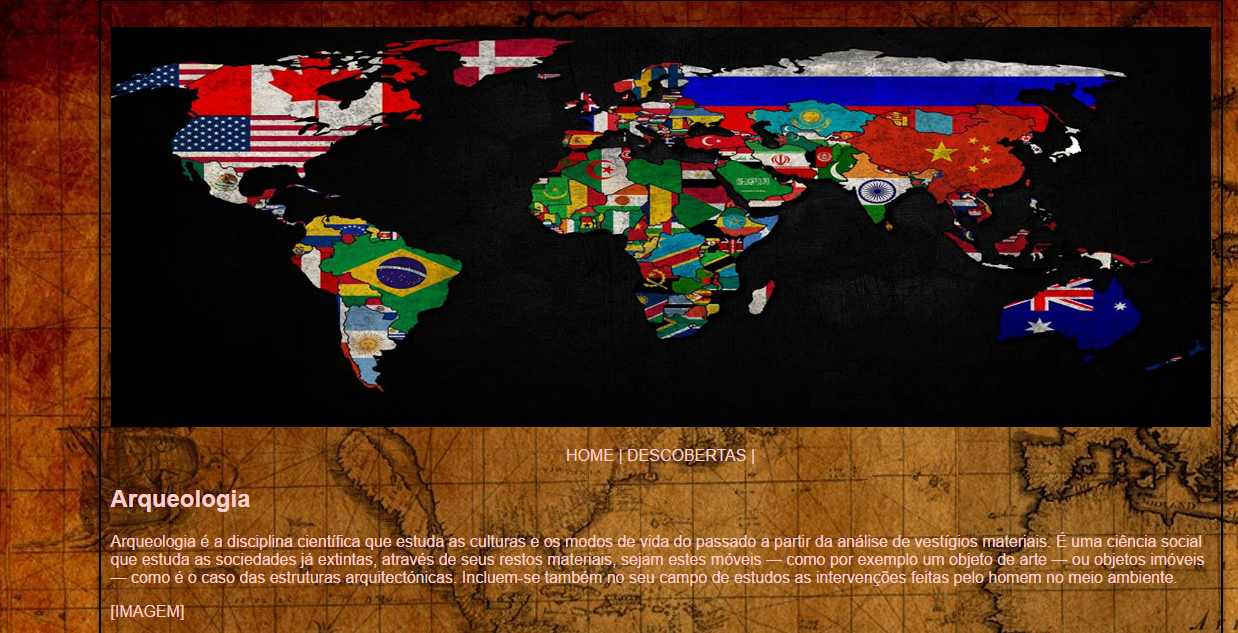 HOME | DESCOBERTAS |
Arqueologia
Arqueologia é a disciplina científica que estuda as culturas e os modos de vida do passado a partir da análise de vestígios materiais. É uma ciência social
que estuda as sociedades já extintas, através de seus restos materiais, sejam estes móveis — como por exemplo um objeto de arte — ou objetos imóveis
— como é o caso das estruturas arquitectónicas. Incluem-se também no seu campo de estudos as intervenções feitas pelo homem no meio ambiente.
[IMAGEM]